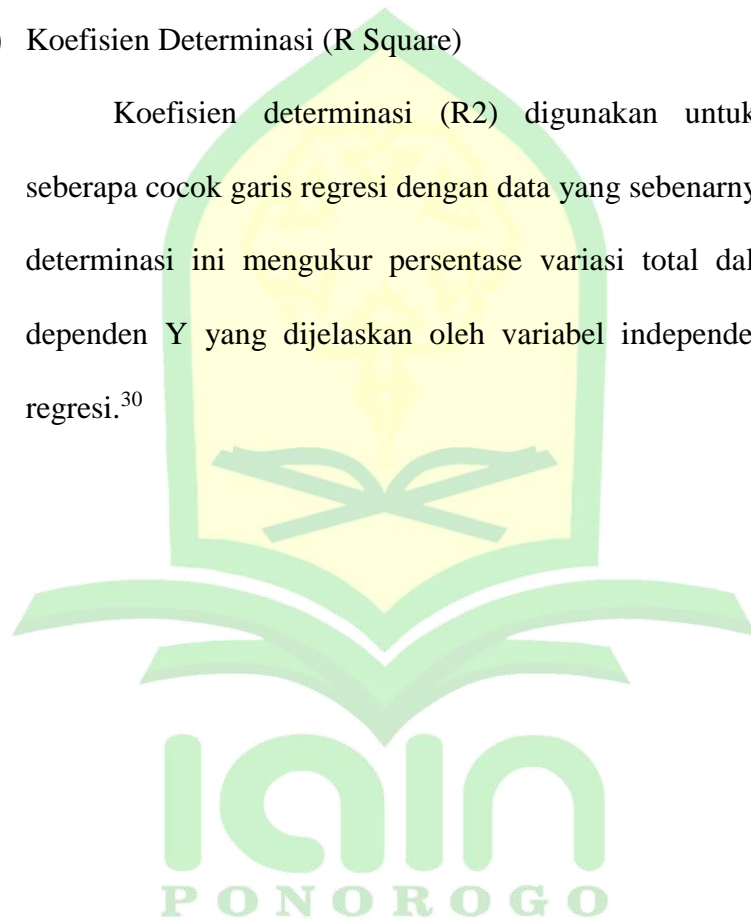 ) Koefisien Determinasi (R Square)
Koefisien determinasi (R2) digunakan untuk
seberapa cocok garis regresi dengan data yang sebenarny
determinasi ini mengukur persentase variasi total dal
dependen Y yang dijelaskan oleh variabel independe
regresi.30
iain
PONOROGO